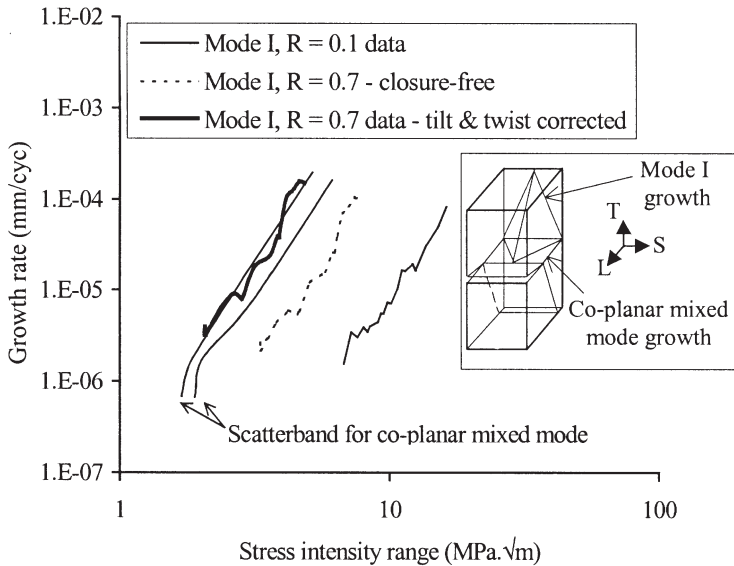 1.E-02
1.E-03
1.E-04
1.E-05
1.E-06
1.E-07
Growth rate (mm/cyc)
Mode I, R = 0.1 data
Mode I, R = 0.7 - closure-free
Mode I, R = 0.7 data - tilt & twist corrected
Mode I
growth
T
S
L
Co-planar mixed
mode growth
Scatterband for co-planar mixed mode
1
10
100
Stress intensity range (MPa.√m)